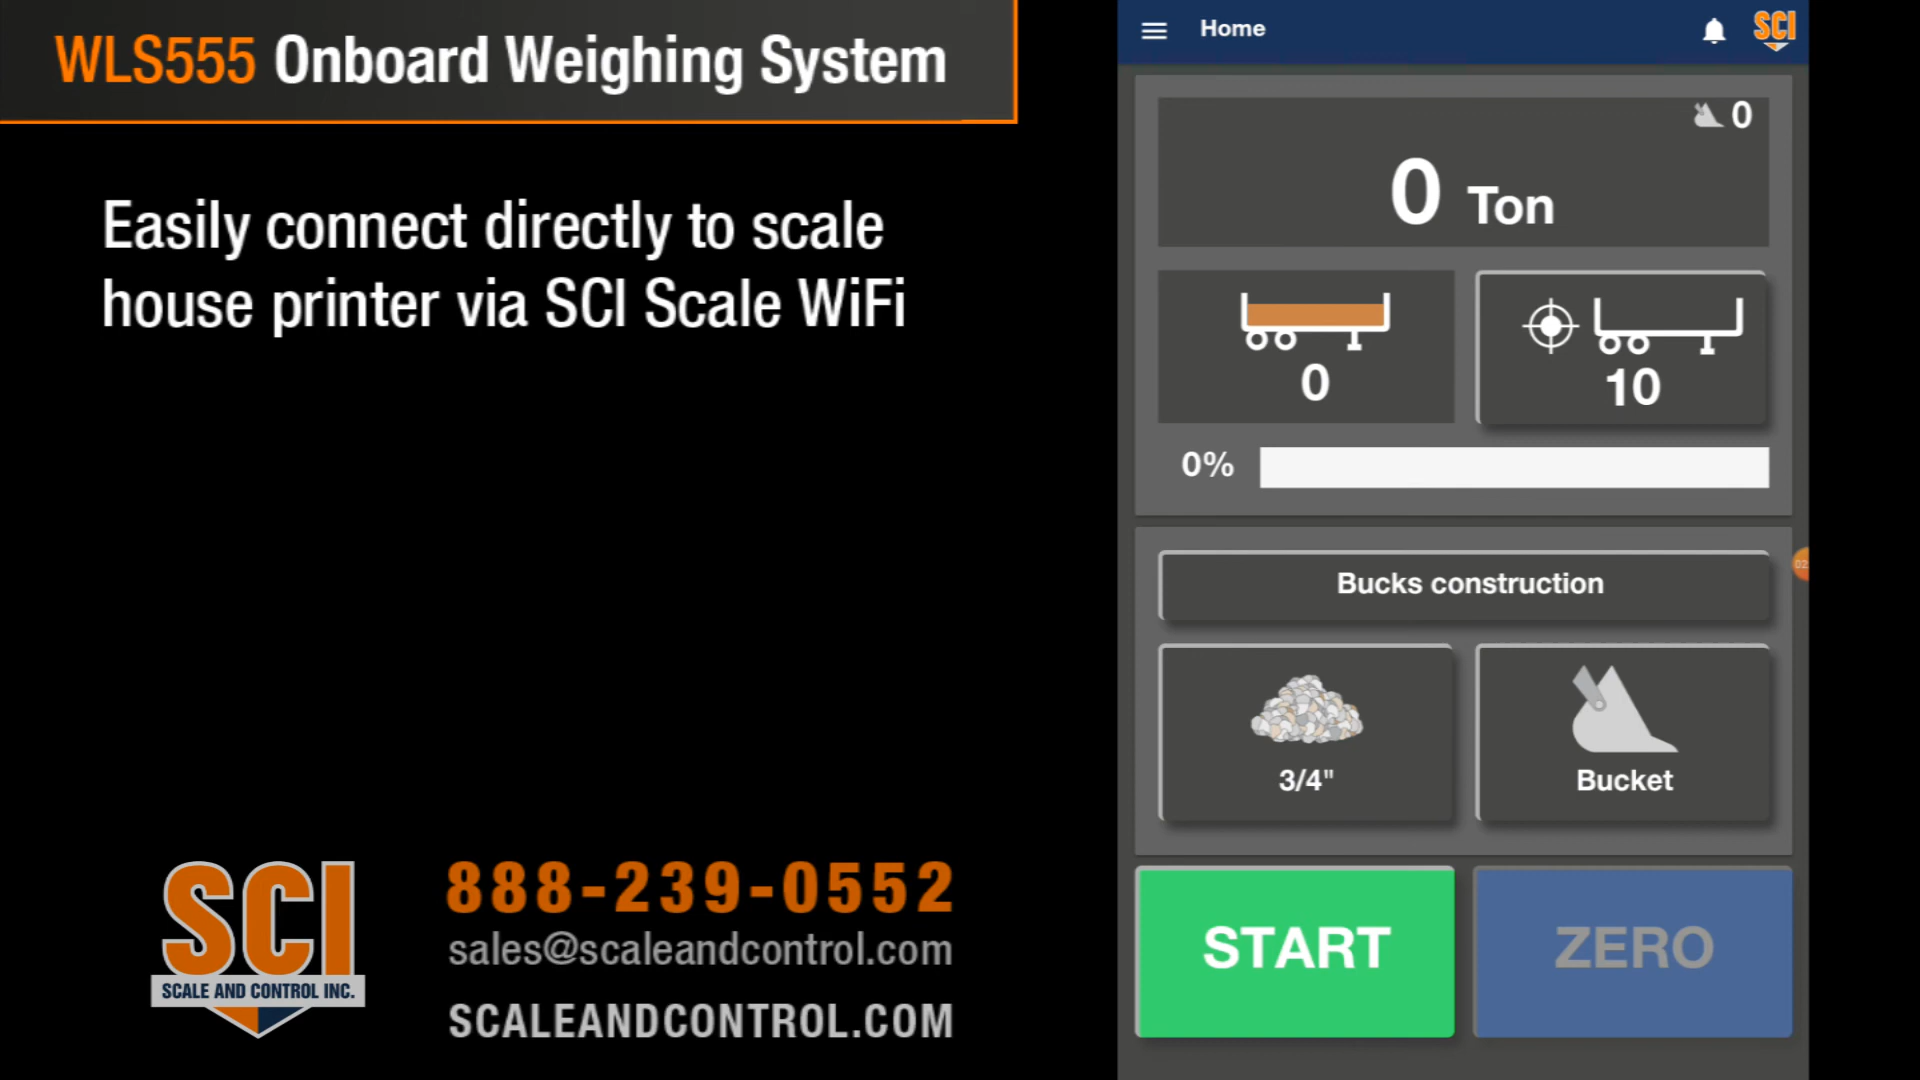 WLS555 Onboard Weighing System
Easily connect directly to scale
house printer via SCI Scale WiFi
SCI
SCALE AND CONTROL INC.
888-239-0552
sales@scaleandcontrol.com
SCALEANDCONTROL.COM
Home
SCI
0
0 Ton
0
10
0%
Bucks construction
3/4"
Bucket
START
ZERO